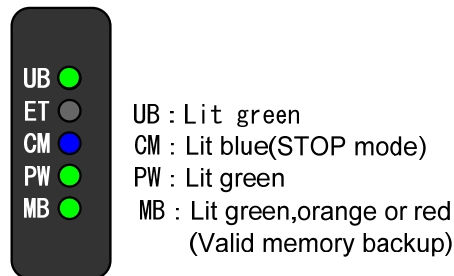 UB
ET
CM
PW
MB
UB : Lit green
CM : Lit blue(STOP mode)
PW : Lit green
MB : Lit green,orange or red
(Valid memory backup)